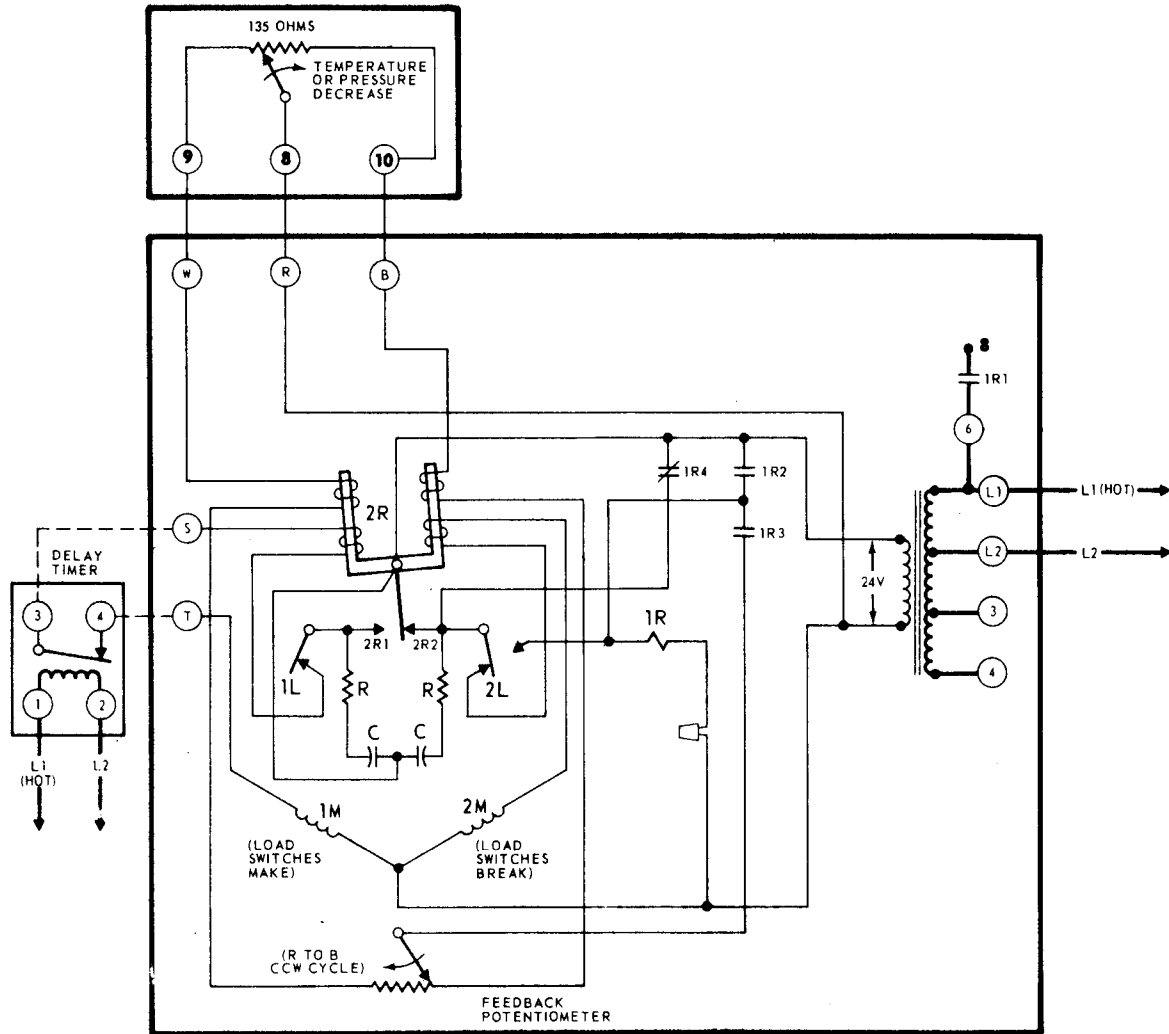 135 OHMS
TEMPERATURE
OR PRESSURE
DECREASE
9
8
10
W
R
B
8
1R1
6
1R4
1R2
L1
L1(HOT)
2R
S
1R3
L2
L2
DELAY
TIMER
24V
3
4
T
3
1R
2R1
2R2
1L
R
R
2L
4
1
2
C
C
L1
(HOT)
L2
1M
2M
(LOAD
SWITCHES
MAKE)
(LOAD
SWITCHES
BREAK)
(R TO B
CCW CYCLE)
FEEDBACK
POTENTIOMETER